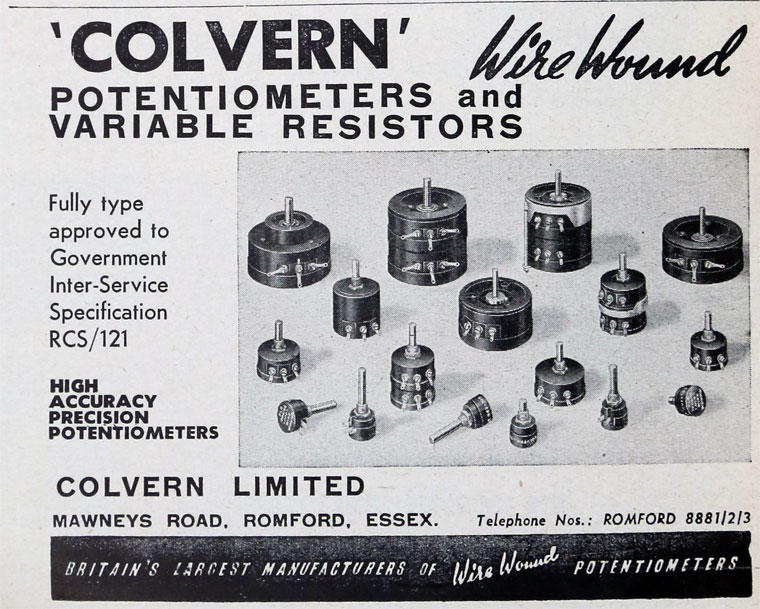 'COLVERN' Wire Wound
POTENTIOMETERS and
VARIABLE RESISTORS
Fully type
approved to
Government
Inter-Service
Specification
RCS/121
HIGH
ACCURACY
PRECISION
POTENTIOMETERS
COLVERN LIMITED
MAWNEYS ROAD, ROMFORD, ESSEX. Telephone Nos.: ROMFORD 8881/2/3
BRITAIN'S LARGEST MANUFACTURERS OF Wire Wound POTENTIOMETERS